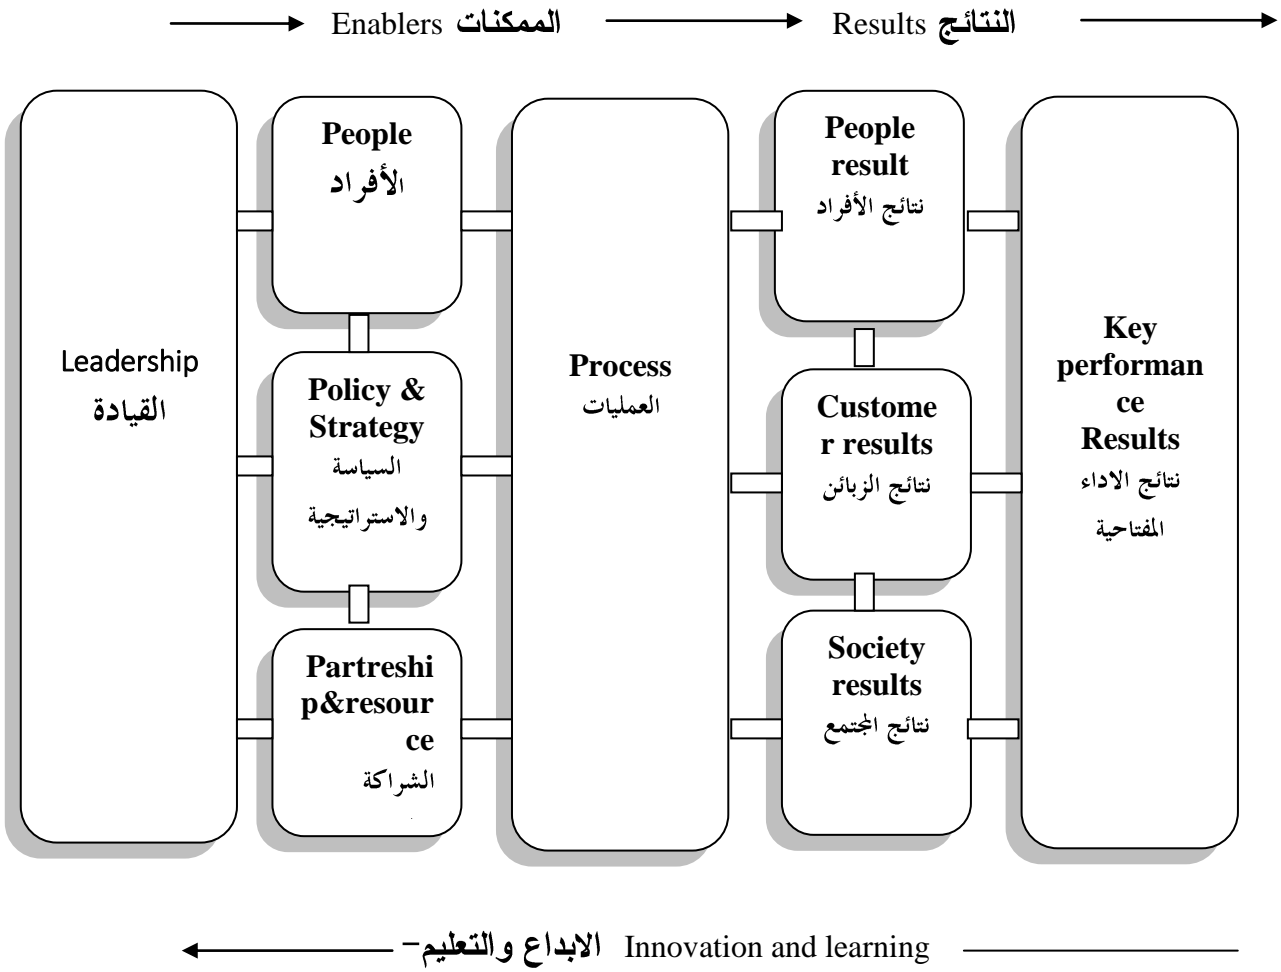 Enablers الممكنات
Results النتائج
Leadership
القيادة
People
الأفراد
Policy &
Strategy
السياسة
والاستراتيجية
Partreshi
p&resour
ce
الشراكة
Process
العمليات
People
result
نتائج الأفراد
Custome
r results
نتائج الزبائن
Society
results
نتائج المجتمع
Key
performan
ce
Results
نتائج الاداء
المفتاحية
الابداع والتعليم- Innovation and learning